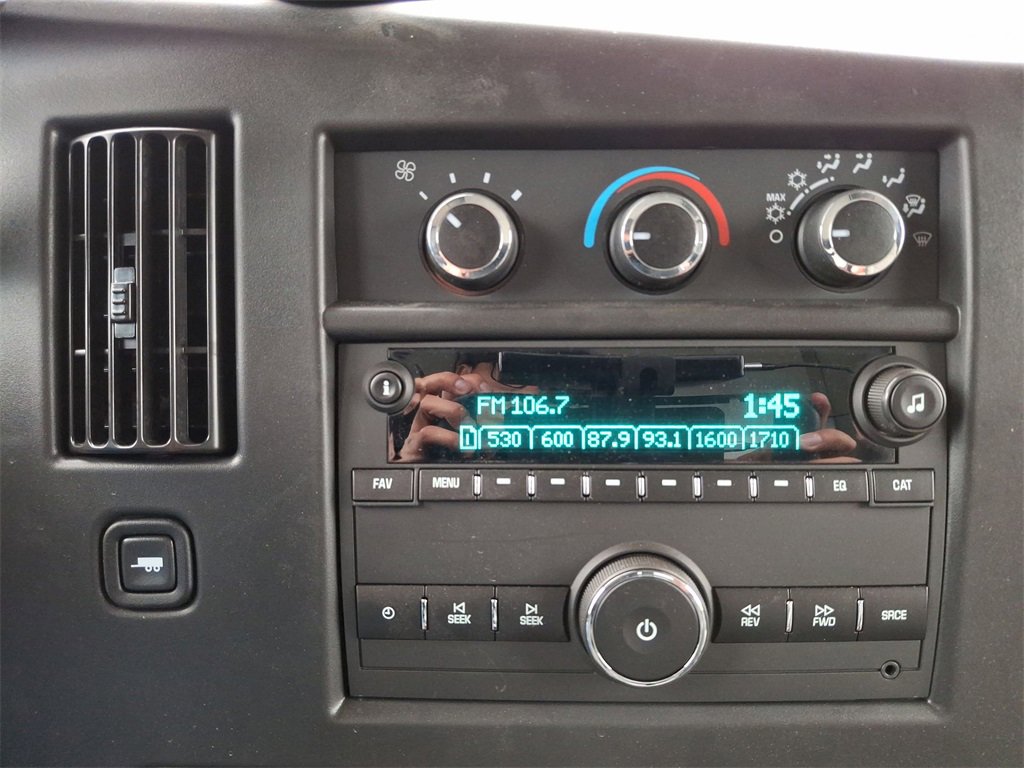 MAX
FM 106.7 1:45
1 530 600 87.9 93.1 1600 1710
i
FAV MENU EQ CAT
SEEK SEEK REV FWD SRCE